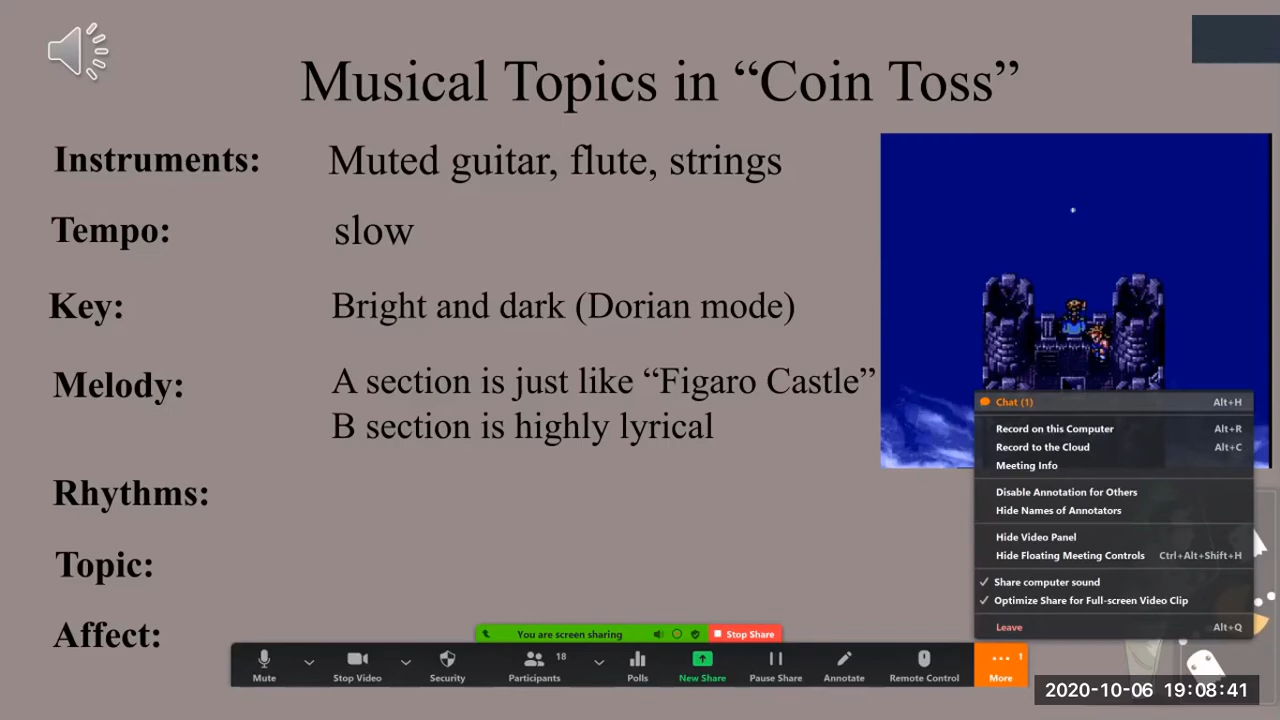 Musical Topics in “Coin Toss”
Instruments: Muted guitar, flute, strings
Tempo: slow
Key: Bright and dark (Dorian mode)
Melody: A section is just like “Figaro Castle”
B section is highly lyrical
Rhythms:
Topic:
Affect:
Chat (1) Alt+H
Record on this Computer Alt+R
Record to the Cloud Alt+C
Meeting Info
Disable Annotation for Others
Hide Names of Annotators
Hide Video Panel
Hide Floating Meeting Controls Ctrl+Alt+Shift+H
Share computer sound
Optimize Share for Full-screen Video Clip
Leave Alt+Q
You are screen sharing Stop Share
18 1
Mute Stop Video Security Participants Polls New Share Pause Share Annotate Remote Control More
2020-10-06 19:08:41